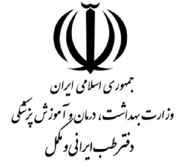 جمهوری اسلامی ایران
وزارت بهداشت، درمان و آموزش پزشکی
دفتر طب ایرانی و مکمل